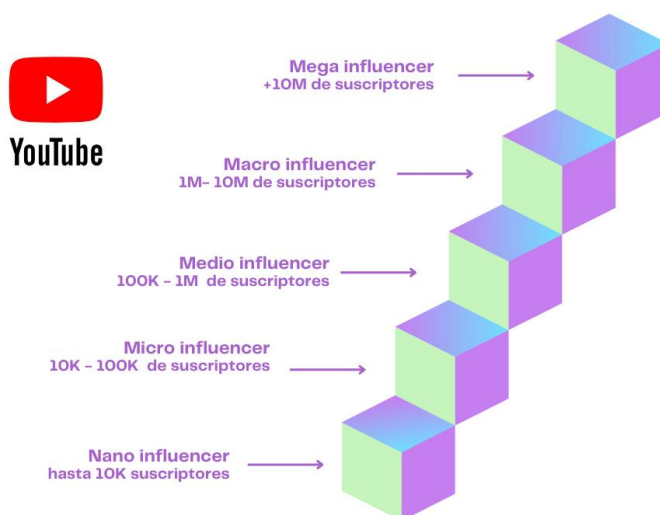 YouTube
Mega influencer
+10M de suscriptores
Macro influencer
1M- 10M de suscriptores
Medio influencer
100K - 1M de suscriptores
Micro influencer
10K - 100K de suscriptores
Nano influencer
hasta 10K suscriptores